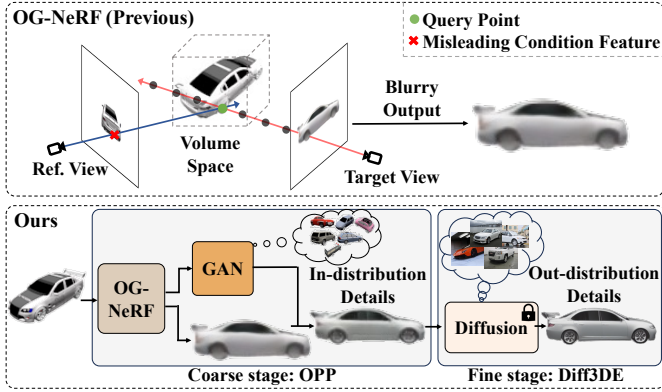 OG-NeRF (Previous)
Query Point
Misleading Condition Feature
Blurry
Output
Ref. View
Volume
Space
Target View
Ours
OG-
NeRF
GAN
In-distribution
Details
Coarse stage: OPP
Diffusion
Out-distribution
Details
Fine stage: Diff3DE